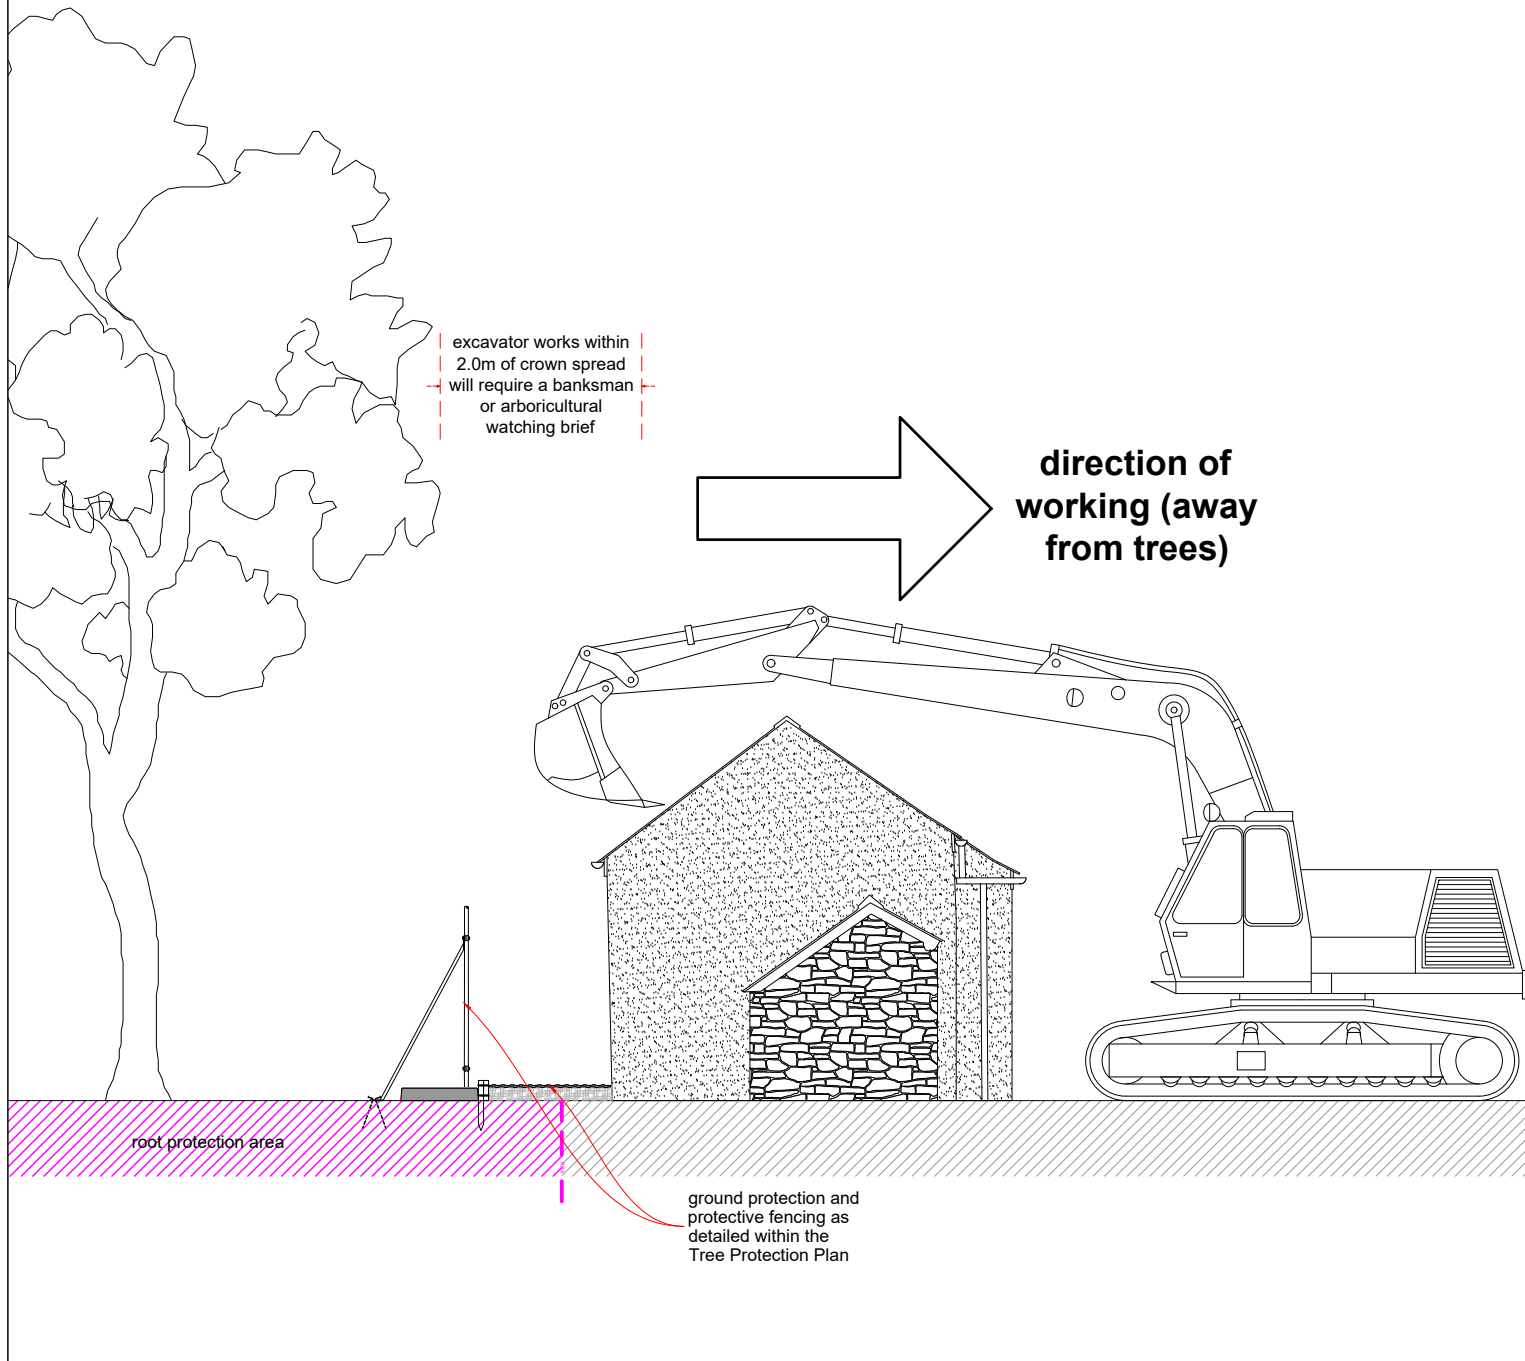 excavator works within
2.0m of crown spread
will require a banksman
or arboricultural
watching brief
direction of
working (away
from trees)
root protection area
ground protection and
protective fencing as
detailed within the
Tree Protection Plan